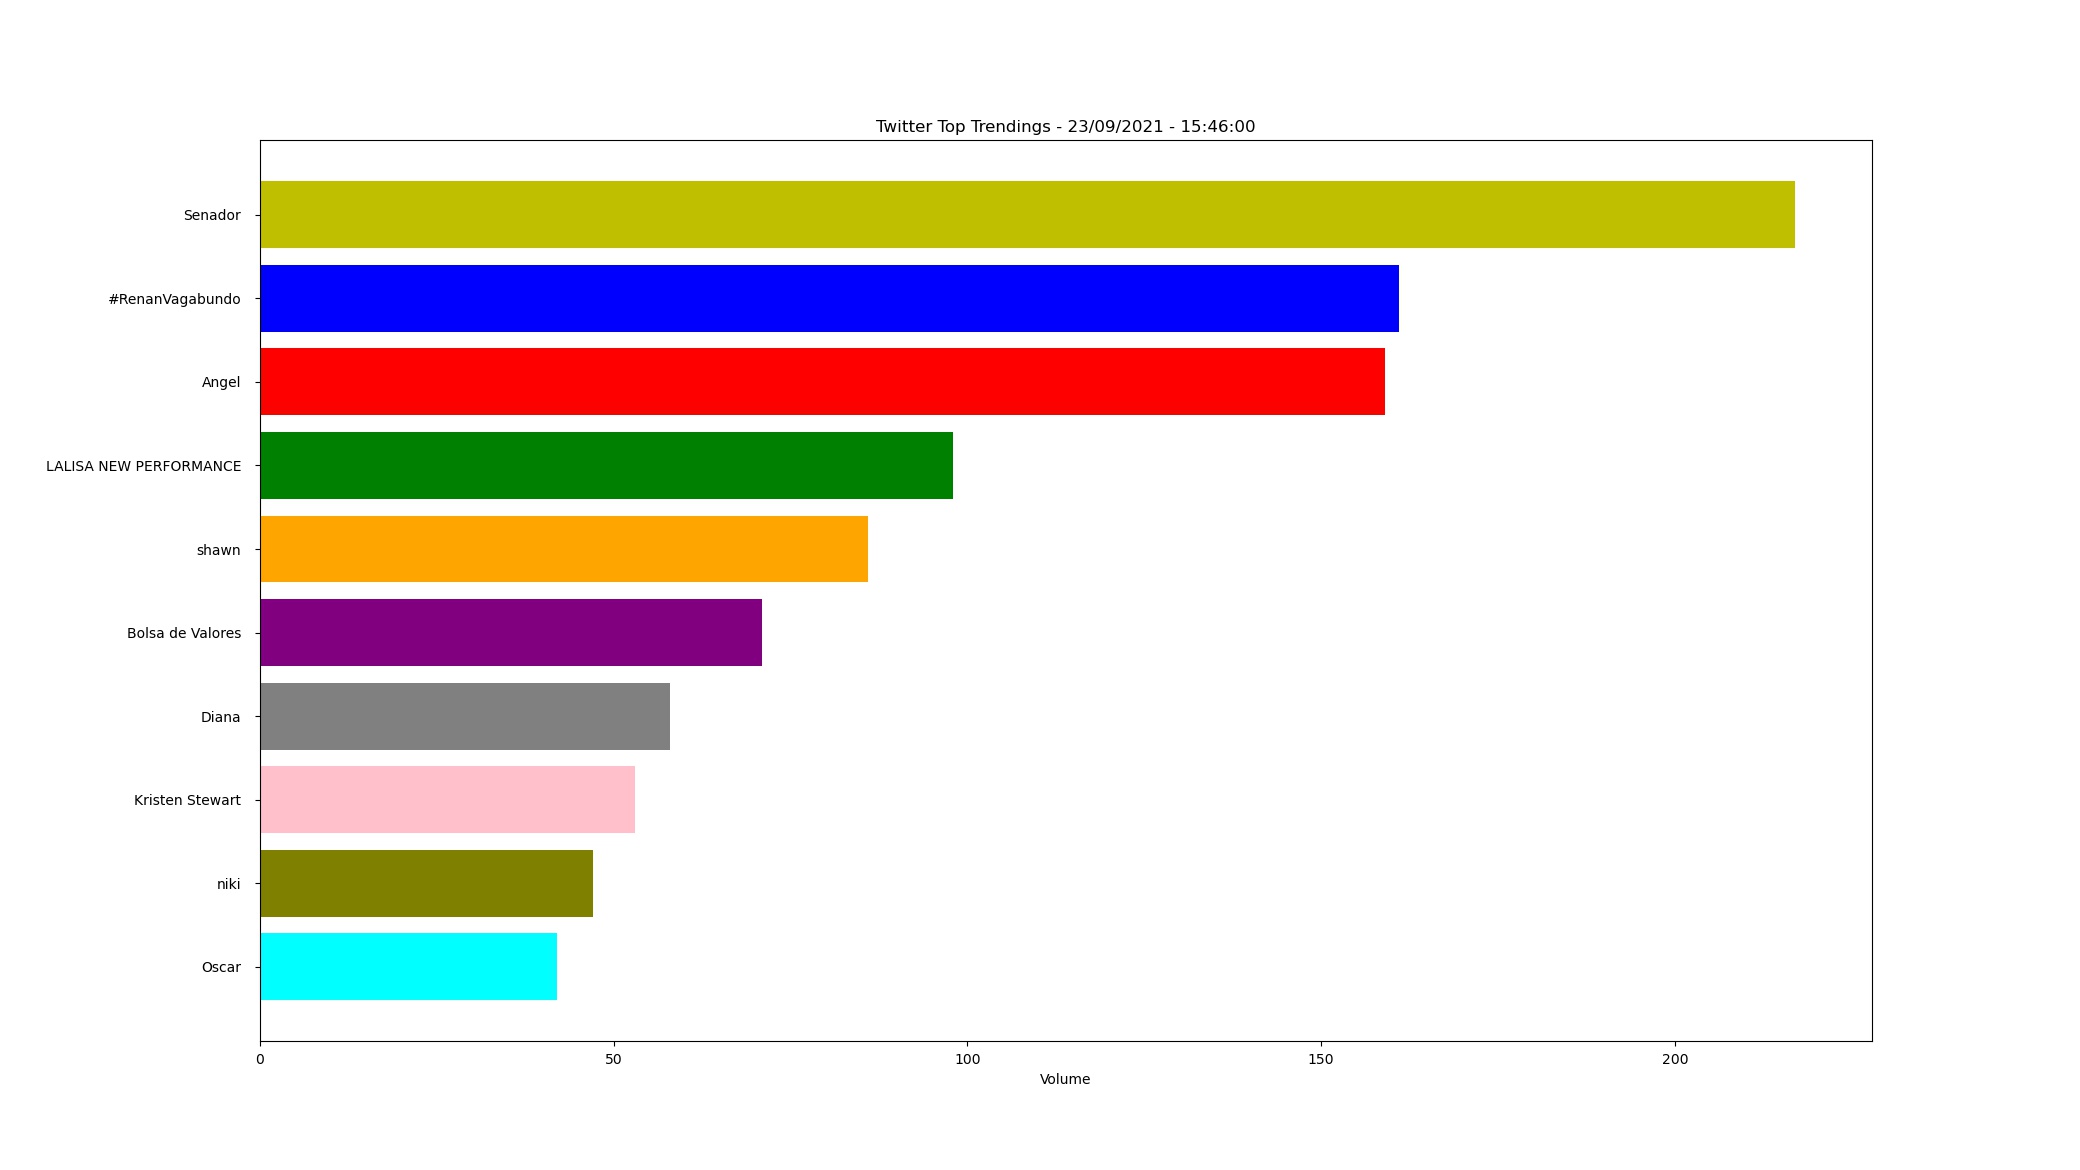 Twitter Top Trendings - 23/09/2021 - 15:46:00
Senador
#RenanVagabundo
Angel
LALISA NEW PERFORMANCE
shawn
Bolsa de Valores
Diana
Kristen Stewart
niki
Oscar
0 50 100 150 200
Volume